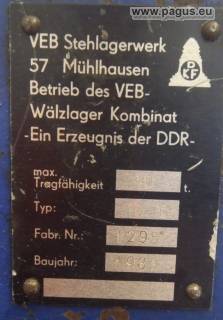 www.pagus.eu
VEB Stehlagerwerk
DKF
57 Mühlhausen
Betrieb des VEB-
Wälzlager Kombinat
-Ein Erzeugnis der DDR-
max.
Tragfähigkeit t.
Typ:
Fabr. Nr.:
Baujahr: